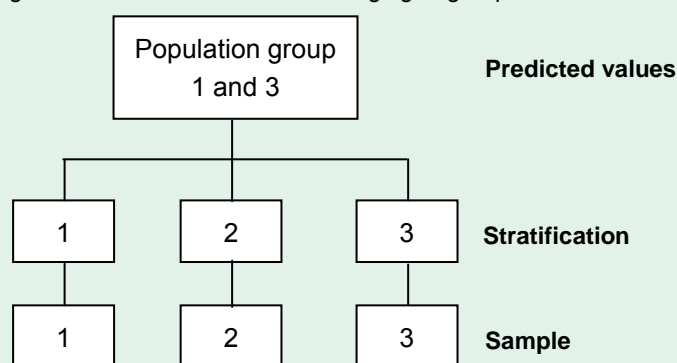 Population group
1 and 3
Predicted values
1
2
3
Stratification
1
2
3
Sample